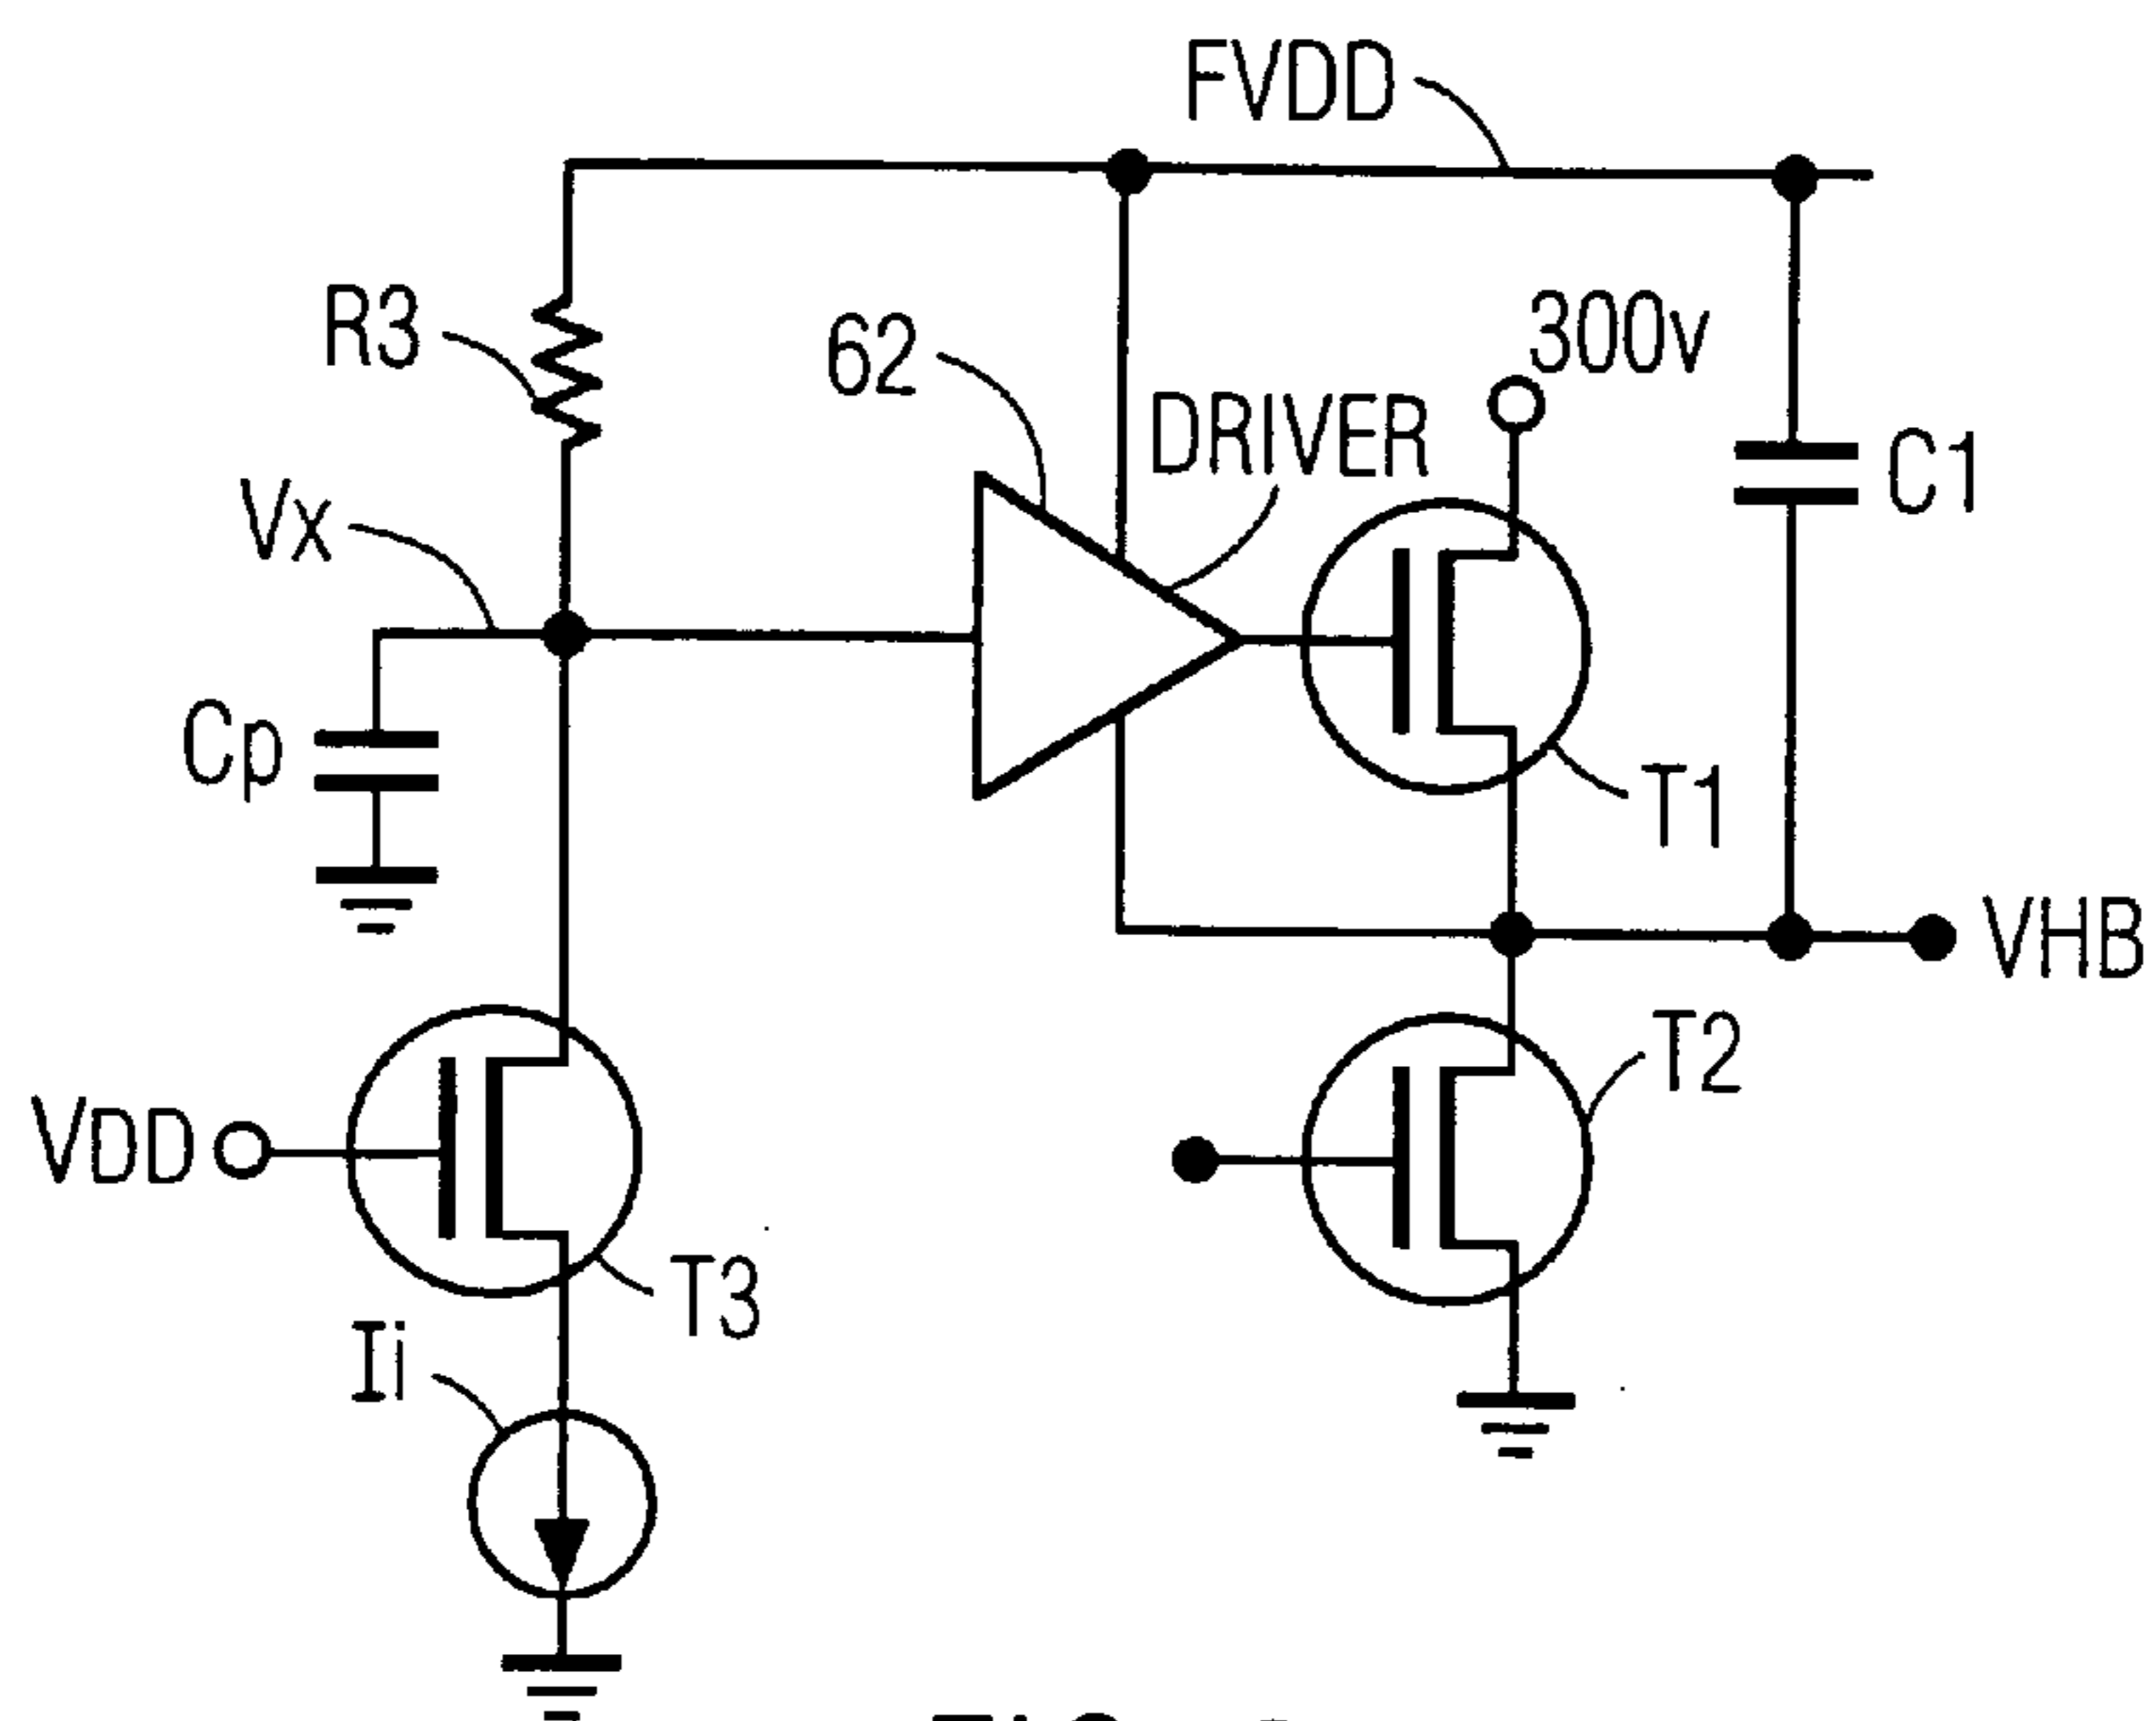 FVDD
R3
62
300v
DRIVER
C1
Vx
Cp
T1
VHB
T2
VDD
T3
Ii